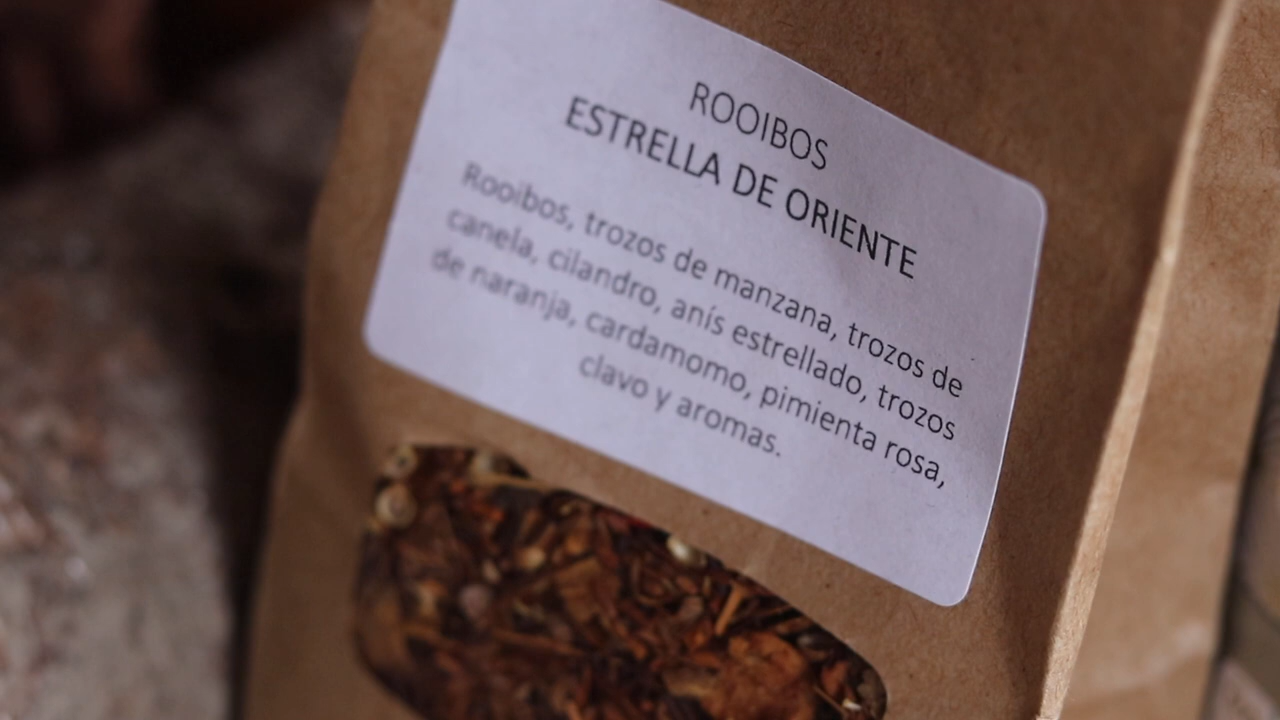 ROOIBOS
ESTRELLA DE ORIENTE
Rooibos, trozos de manzana, trozos de
canela, cilandro, anís estrellado, trozos
de naranja, cardamomo, pimienta rosa,
clavo y aromas.